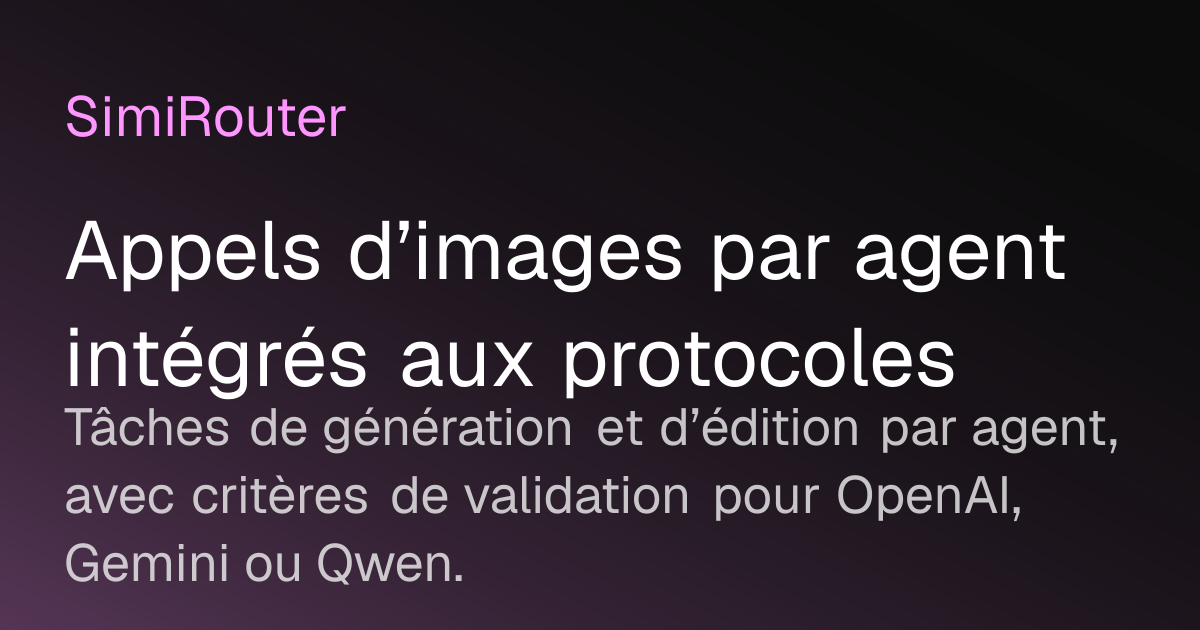 SimiRouter
Appels d’images par agent
intégrés aux protocoles
Tâches de génération et d’édition par agent,
avec critères de validation pour OpenAI,
Gemini ou Qwen.